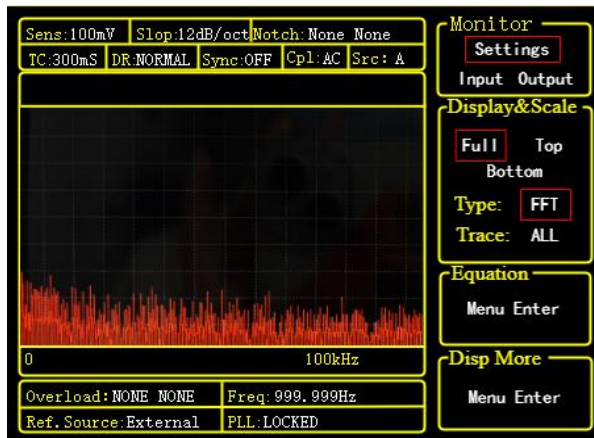 Sens:100mV Slop:12dB/oct Notch: None None
TC:300mS DR:NORMAL Sync:OFF Cpl:AC Src: A
0 100kHz
Overload:NONE NONE Freq:999.999Hz
Ref.Source:External PLL:LOCKED
Monitor
Settings
Input Output
Display&Scale
Full Top
Bottom
Type: FFT
Trace: ALL
Equation
Menu Enter
Disp More
Menu Enter